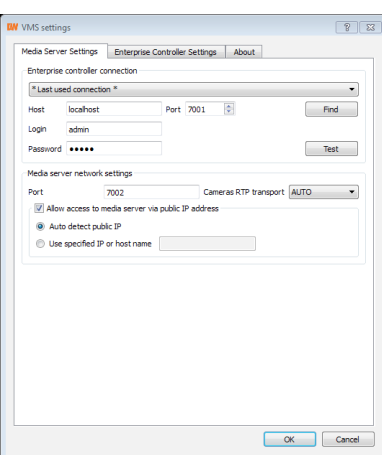 DW VMS settings
Media Server Settings Enterprise Controller Settings About
Enterprise controller connection
* Last used connection *
Host localhost Port 7001 Find
Login admin
Password ●●●●● Test
Media server network settings
Port 7002 Cameras RTP transport AUTO
Allow access to media server via public IP address
Auto detect public IP
Use specified IP or host name
OK Cancel